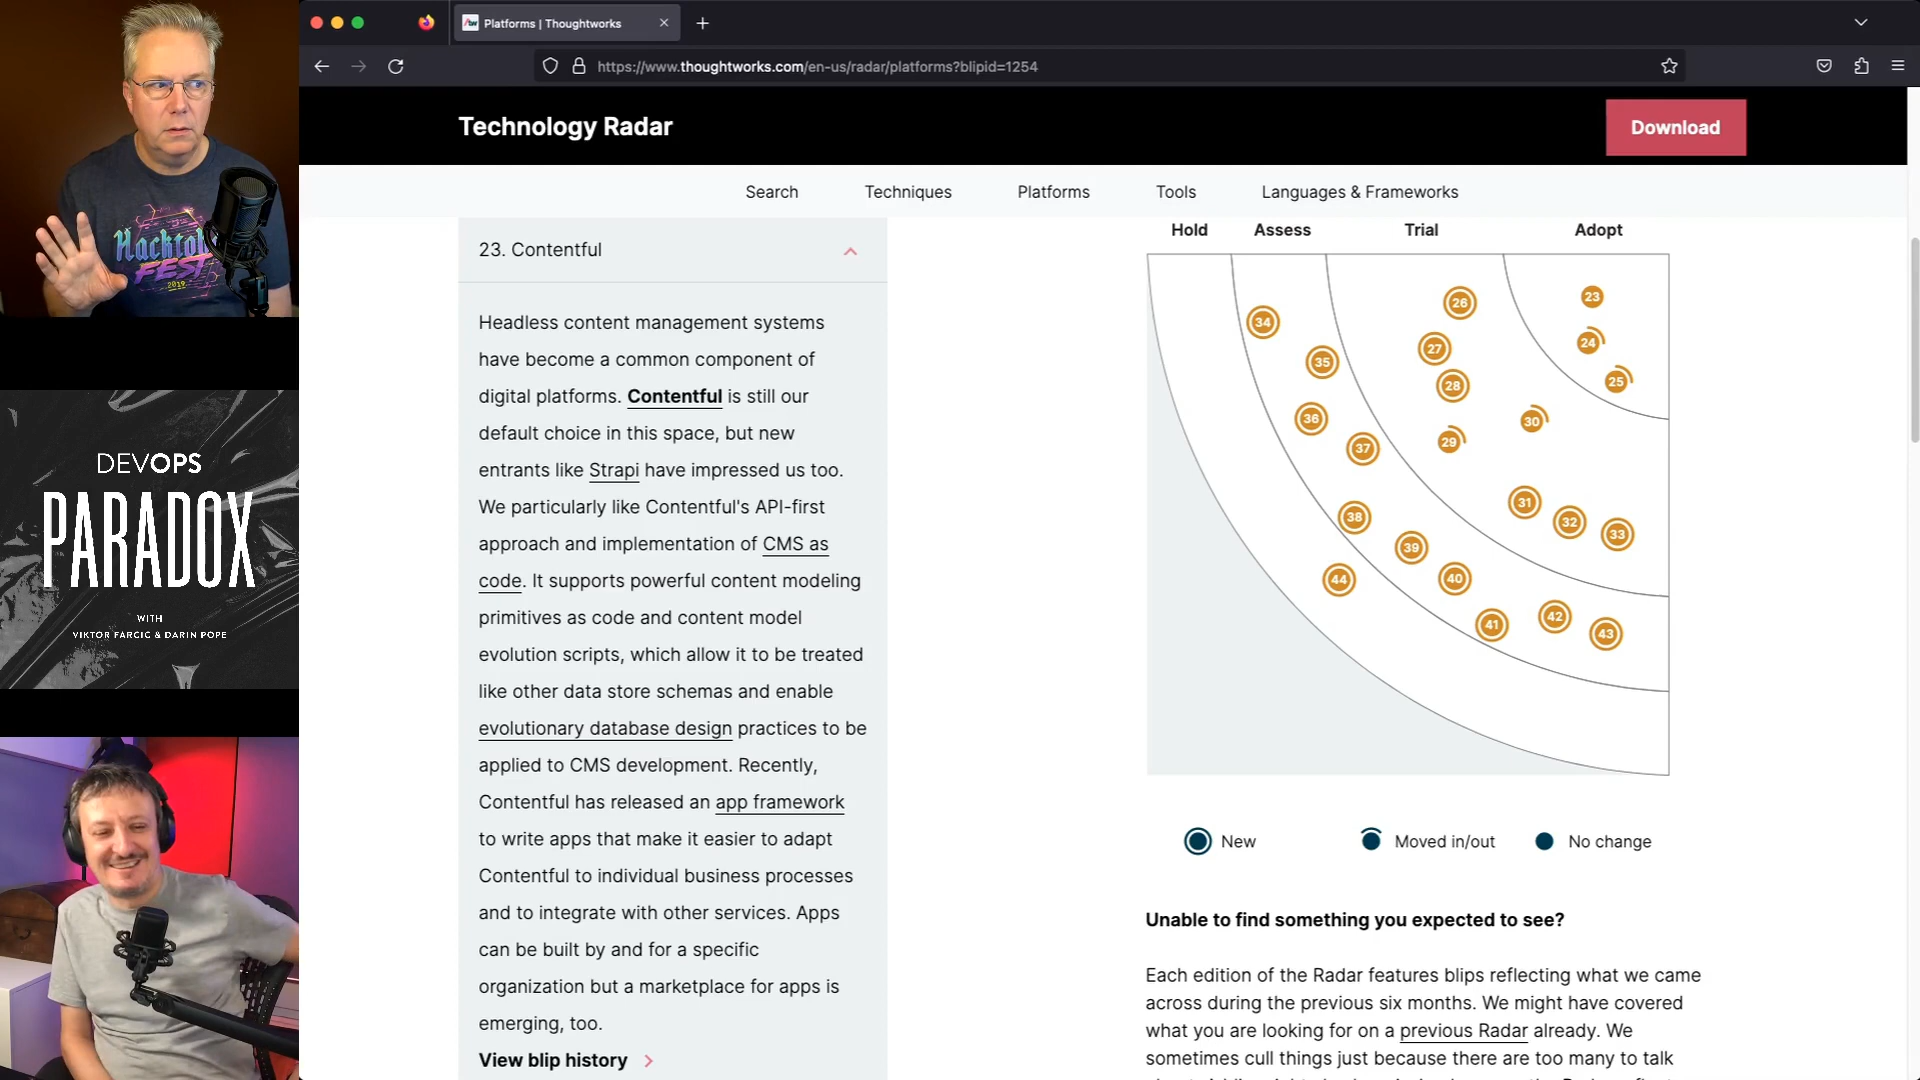 Platforms | Thoughtworks
https://www.thoughtworks.com/en-us/radar/platforms?blipid=1254
Technology Radar
Download
Search
Techniques
Platforms
Tools
Languages & Frameworks
23. Contentful
Headless content management systems
have become a common component of
digital platforms. Contentful is still our
default choice in this space, but new
entrants like Strapi have impressed us too.
We particularly like Contentful's API-first
approach and implementation of CMS as
code. It supports powerful content modeling
primitives as code and content model
evolution scripts, which allow it to be treated
like other data store schemas and enable
evolutionary database design practices to be
applied to CMS development. Recently,
Contentful has released an app framework
to write apps that make it easier to adapt
Contentful to individual business processes
and to integrate with other services. Apps
can be built by and for a specific
organization but a marketplace for apps is
emerging, too.
View blip history
Hold
Assess
Trial
Adopt
23
26
34
24
27
35
25
28
36
30
29
37
31
38
32
33
39
40
44
42
41
43
New
Moved in/out
No change
Unable to find something you expected to see?
Each edition of the Radar features blips reflecting what we came
across during the previous six months. We might have covered
what you are looking for on a previous Radar already. We
sometimes cull things just because there are too many to talk
FEST
2019
DEVOPS
PARADOX
WITH
VIKTOR FARCIC & DARIN POPE